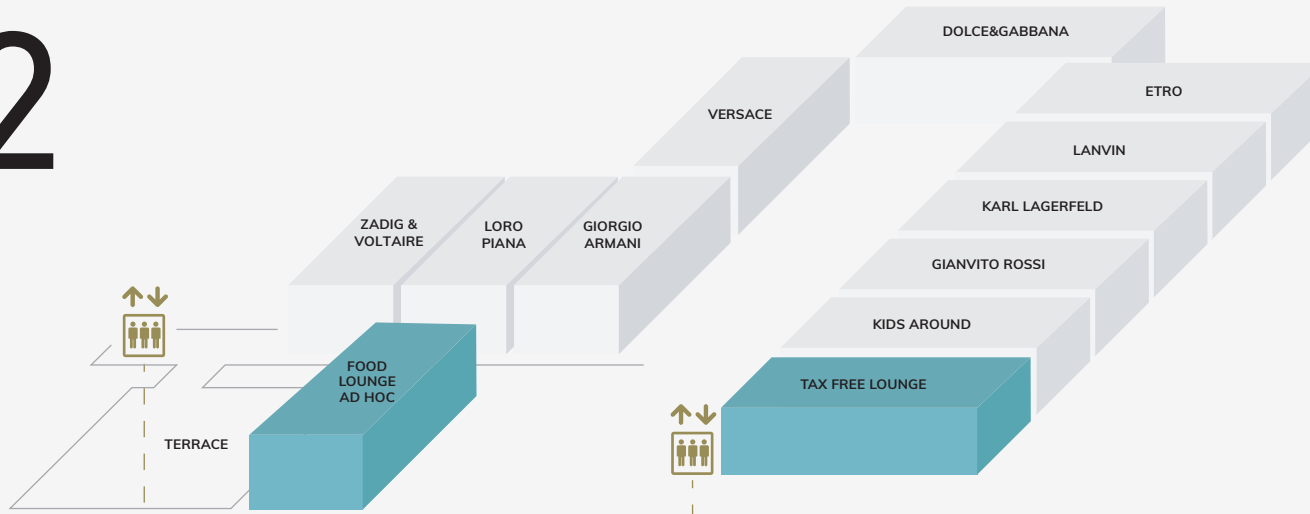 2
DOLCE&GABBANA
ETRO
VERSACE
LANVIN
KARL LAGERFELD
ZADIG &
VOLTAIRE
LORO
PIANA
GIORGIO
ARMANI
GIANVITO ROSSI
KIDS AROUND
FOOD
LOUNGE
AD HOC
TAX FREE LOUNGE
TERRACE